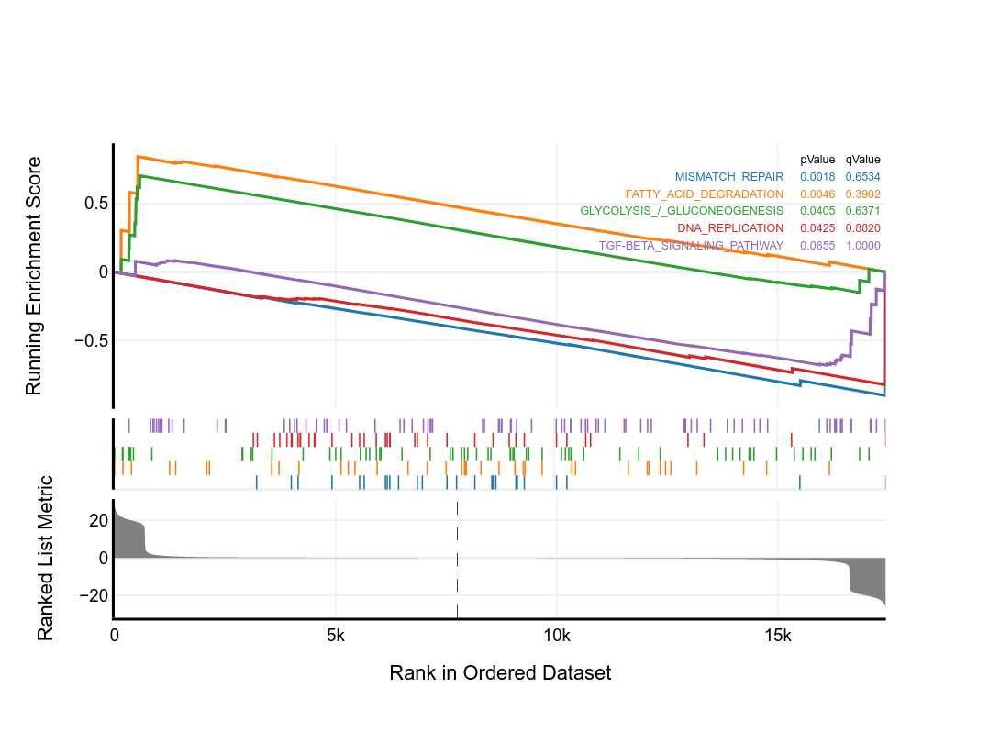 pValue qValue
MISMATCH_REPAIR 0.0018 0.6534
FATTY_ACID_DEGRADATION 0.0046 0.3902
GLYCOLYSIS_/_GLUCONEOGENESIS 0.0405 0.6371
DNA_REPLICATION 0.0425 0.8820
TGF-BETA_SIGNALING_PATHWAY 0.0655 1.0000
Running Enrichment Score
0.5
0
−0.5
Ranked List Metric
20
0
−20
0 5k 10k 15k
Rank in Ordered Dataset